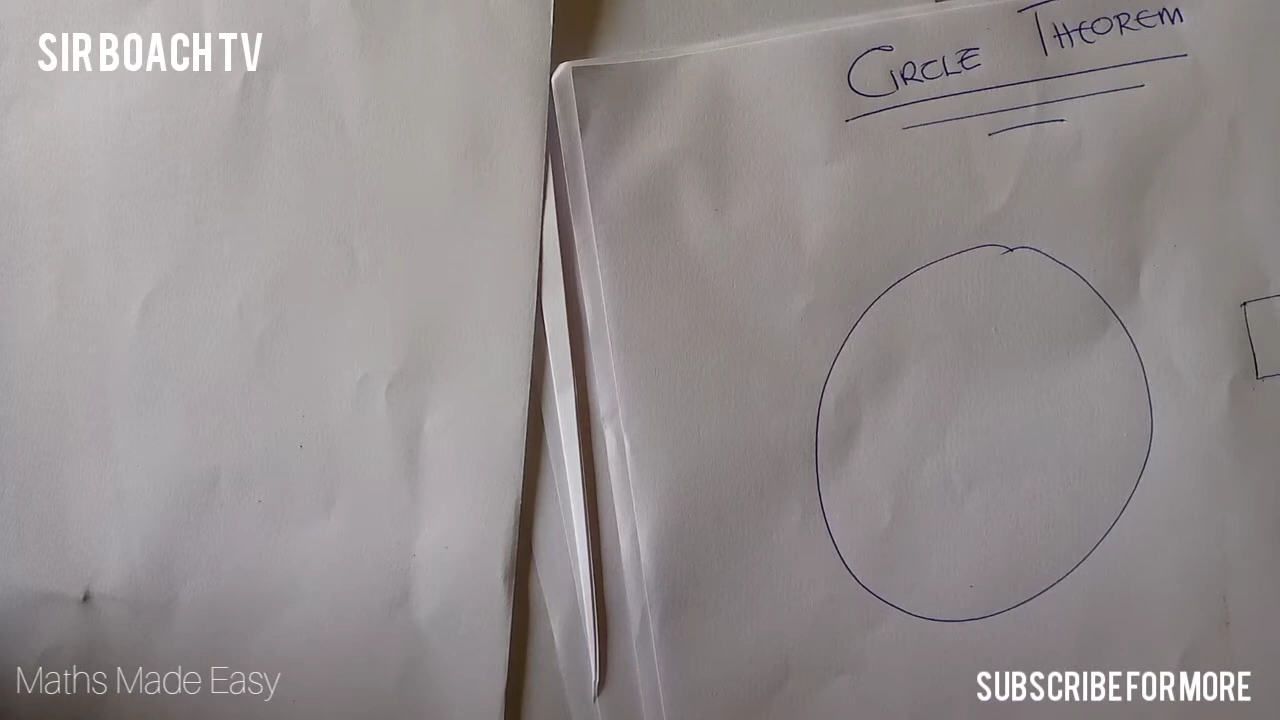 SIR BOACH TV
CIRCLE THEOREM
Maths Made Easy
SUBSCRIBE FOR MORE